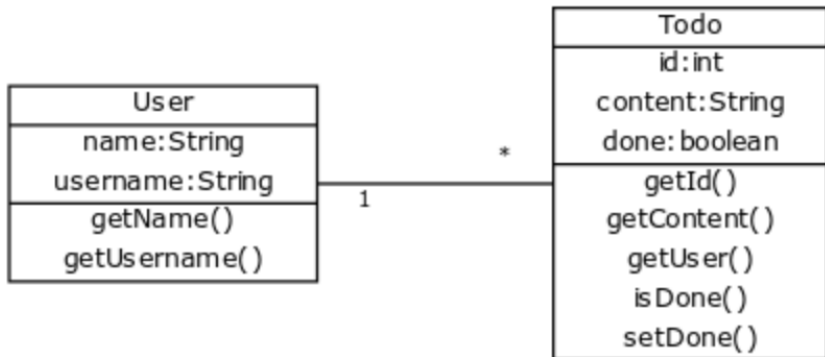 User
name:String
username:String
getName()
getUsername()
1
*
Todo
id:int
content:String
done:boolean
getId()
getContent()
getUser()
isDone()
setDone()